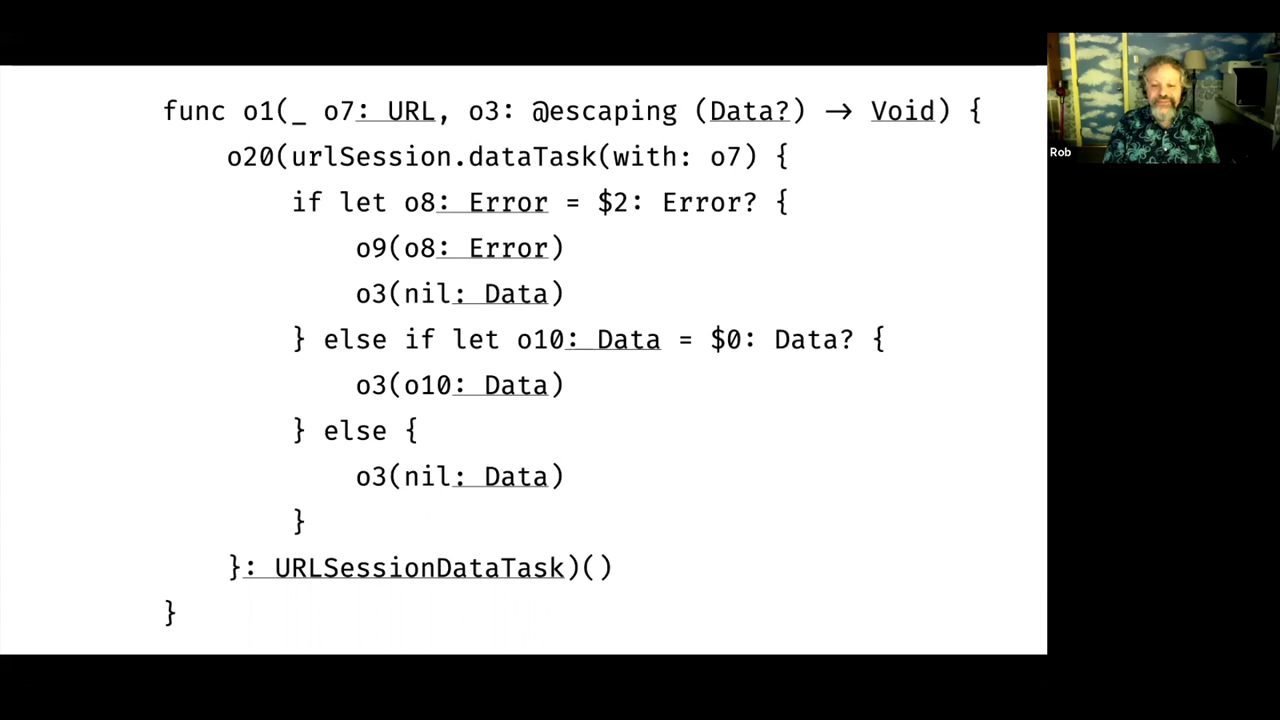 func o1(_ o7: URL, o3: @escaping (Data?) → Void) {
o20(urlSession.dataTask(with: o7) {
if let o8: Error = $2: Error? {
o9(o8: Error)
o3(nil: Data)
} else if let o10: Data = $0: Data? {
o3(o10: Data)
} else {
o3(nil: Data)
}
}: URLSessionDataTask)()
}
Rob